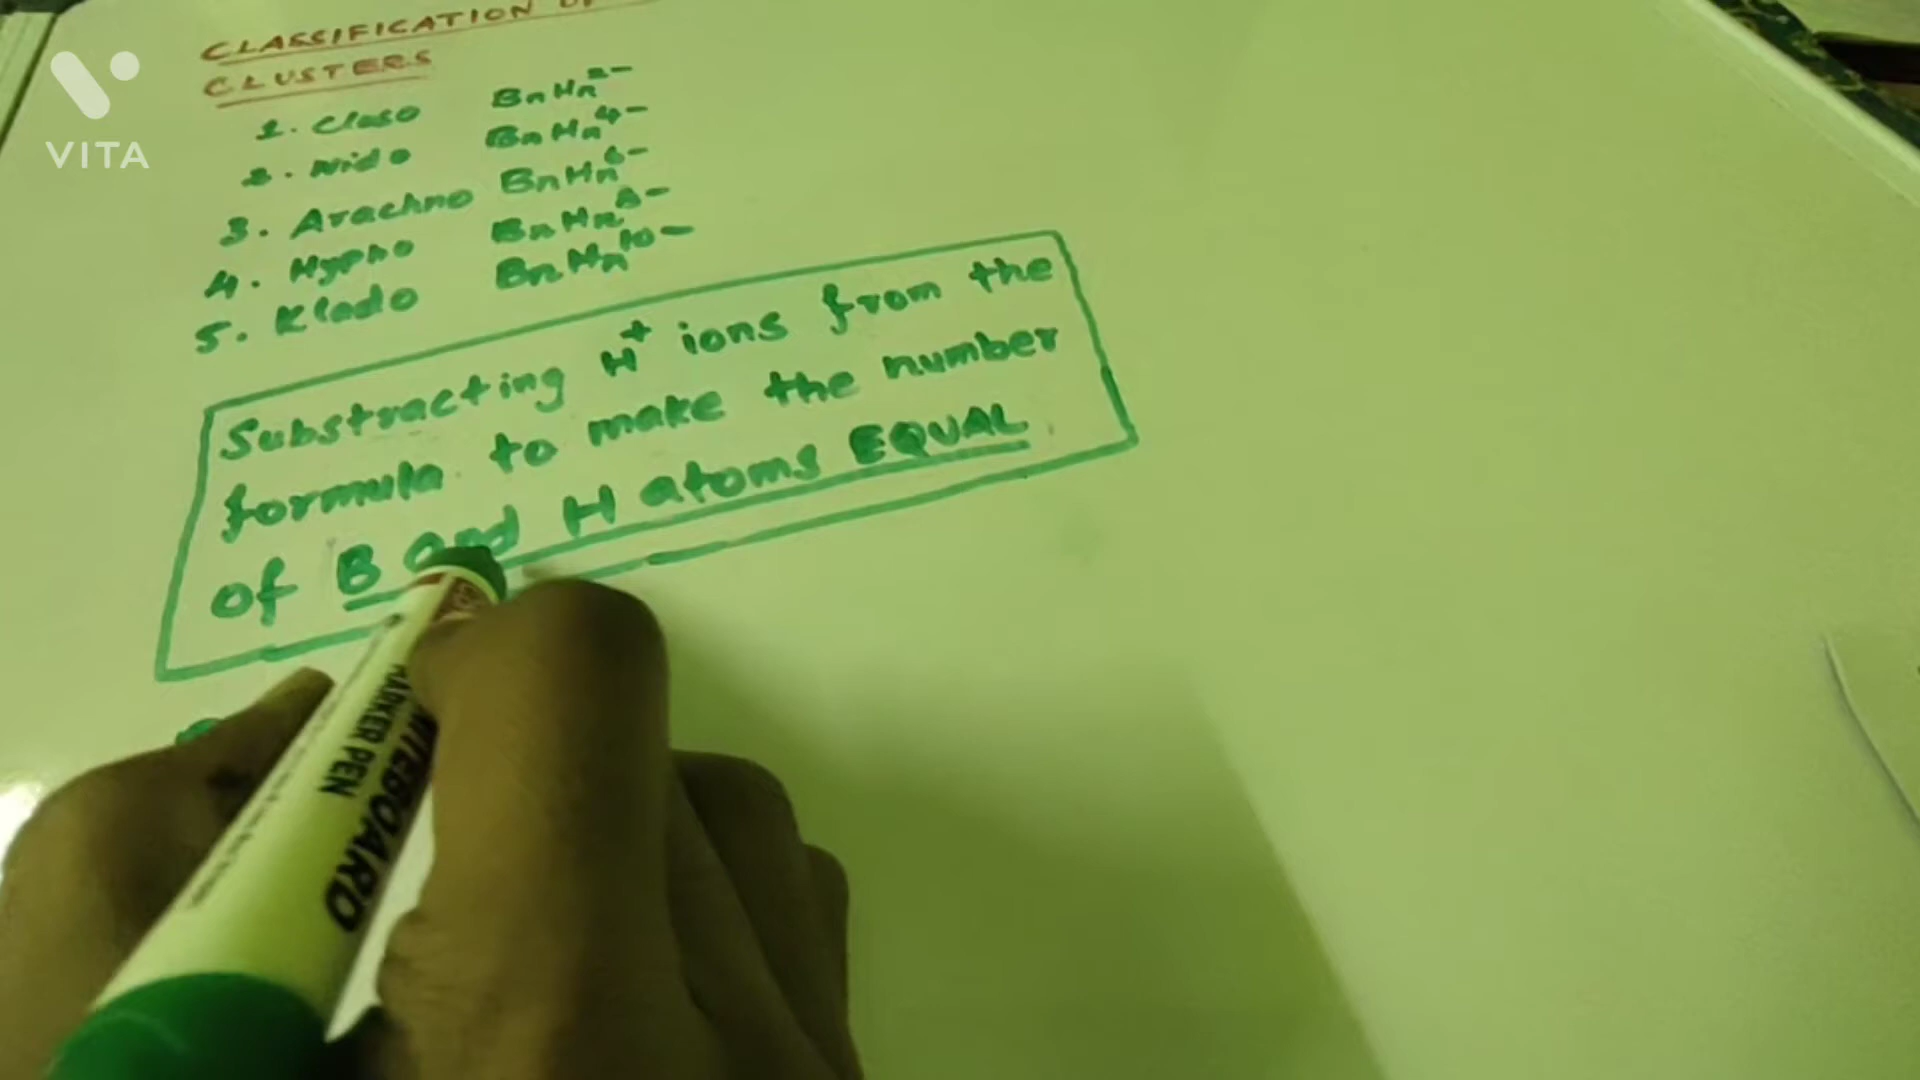 CLASSIFICATION OF
CLUSTERS
1. Closo BnHn2-
2. Nido BnHn4-
3. Arachno BnHn6-
4. Hypho BnHn8-
5. Klado BnHn10-
Substracting H+ ions from the
formula to make the number
of B and H atoms EQUAL
VITA
WHITEBOARD
MARKER PEN